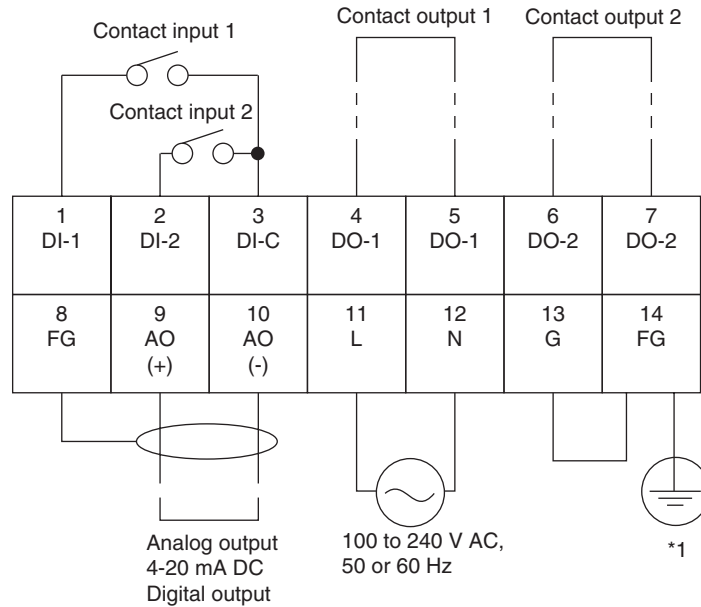 Contact input 1
Contact input 2
Contact output 1
Contact output 2
1
DI-1
2
DI-2
3
DI-C
4
DO-1
5
DO-1
6
DO-2
7
DO-2
8
FG
9
AO
(+)
10
AO
(-)
11
L
12
N
13
G
14
FG
Analog output
4-20 mA DC
Digital output
100 to 240 V AC,
50 or 60 Hz
*1